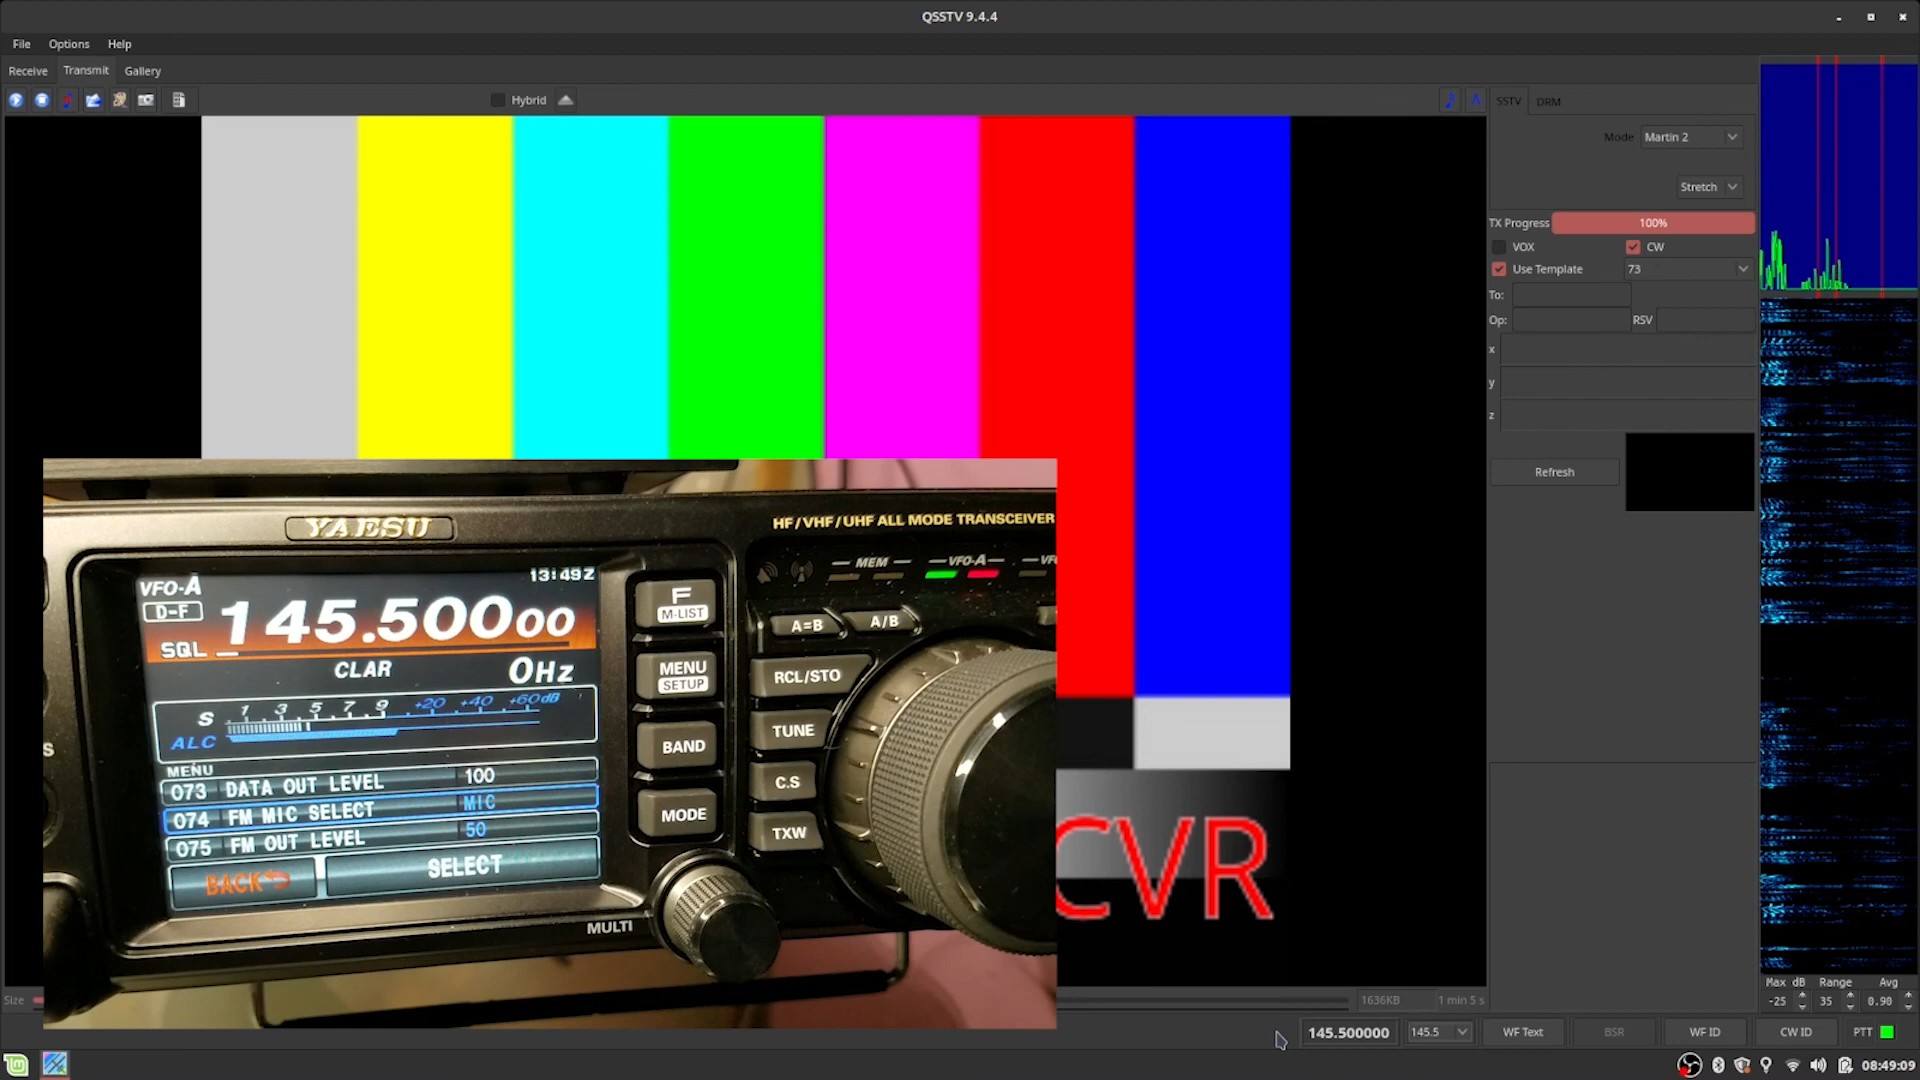 QSSTV 9.4.4
File Options Help
Receive Transmit Gallery
Hybrid
SSTV DRM
Mode Martin 2
Stretch
TX Progress 100%
VOX CW
Use Template 73
To:
Op: RSV
x
y
z
Refresh
YAESU
HF/VHF/UHF ALL MODE TRANSCEIVER
MEM VFO-A
VFO-A 13:49Z
D-F 145.50000
SQL
CLAR 0Hz
S 1 3 5 7 9 +20 +40 +60dB
ALC
MENU
073 DATA OUT LEVEL 100
074 FM MIC SELECT MIC
075 FM OUT LEVEL 50
BACK SELECT
F
M-LIST
MENU
SETUP
BAND
MODE
MULTI
A=B A/B
RCL/STO
TUNE
C.S
TXW
CVR
Max dB Range Avg
-25 35 0.90
Size 1636KB 1 min 5 s
145.500000 145.5 WF Text BSR WF ID CW ID PTT
08:49:09